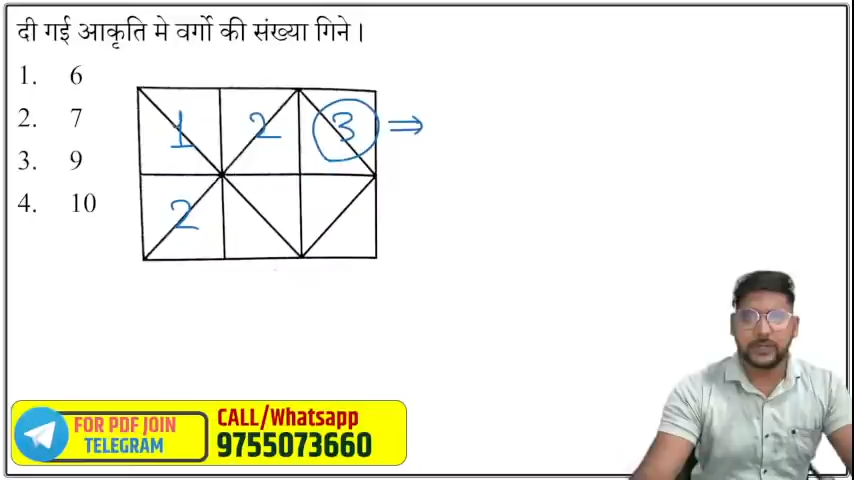 दी गई आकृति मे वर्गो की संख्या गिने।
1. 6
2. 7
3. 9
4. 10
1 2 3 ⇒
2
FOR PDF JOIN
TELEGRAM
CALL/Whatsapp
9755073660